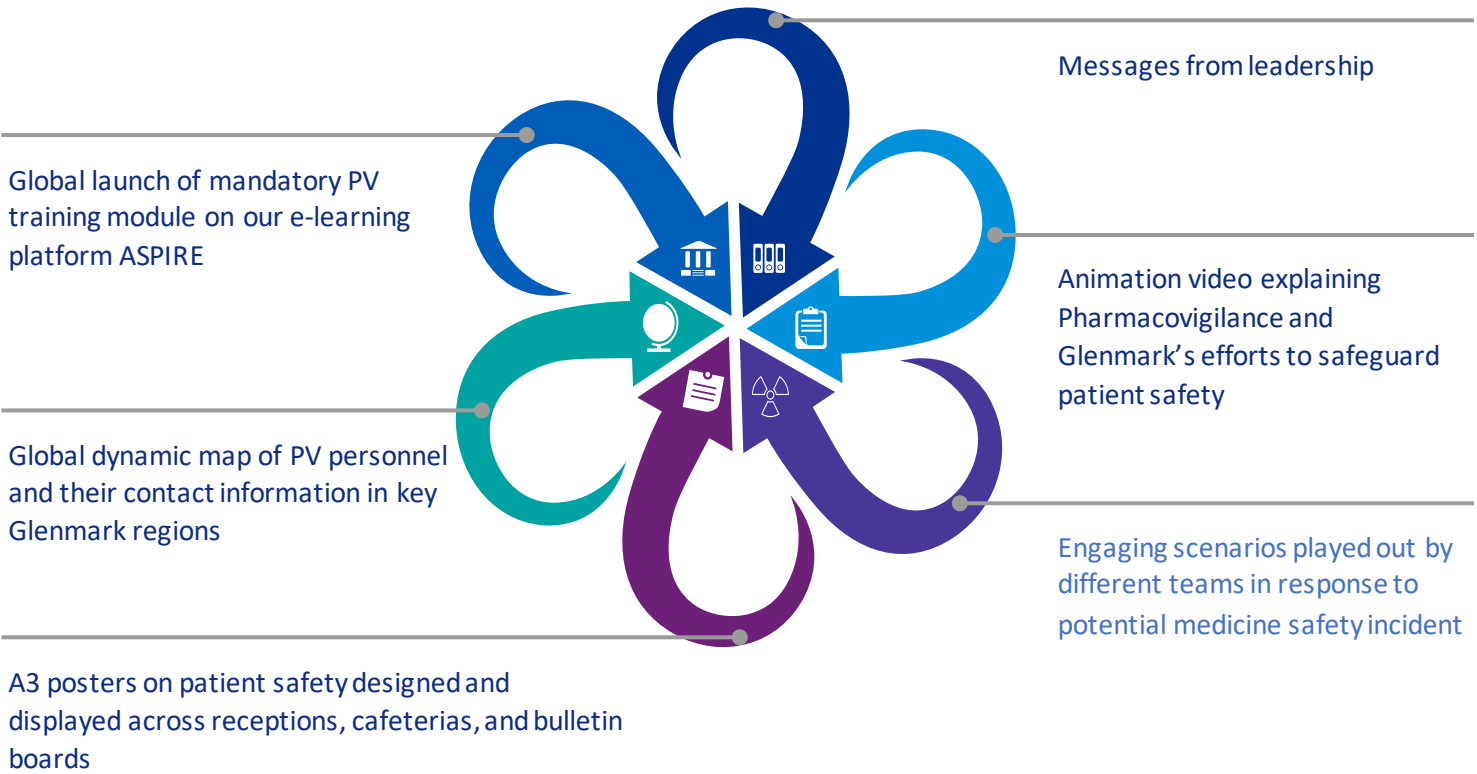 Messages from leadership
Global launch of mandatory PV
training module on our e-learning
platform ASPIRE
Animation video explaining
Pharmacovigilance and
Glenmark’s efforts to safeguard
patient safety
Global dynamic map of PV personnel
and their contact information in key
Glenmark regions
Engaging scenarios played out by
different teams in response to
potential medicine safety incident
A3 posters on patient safety designed and
displayed across receptions, cafeterias, and bulletin
boards